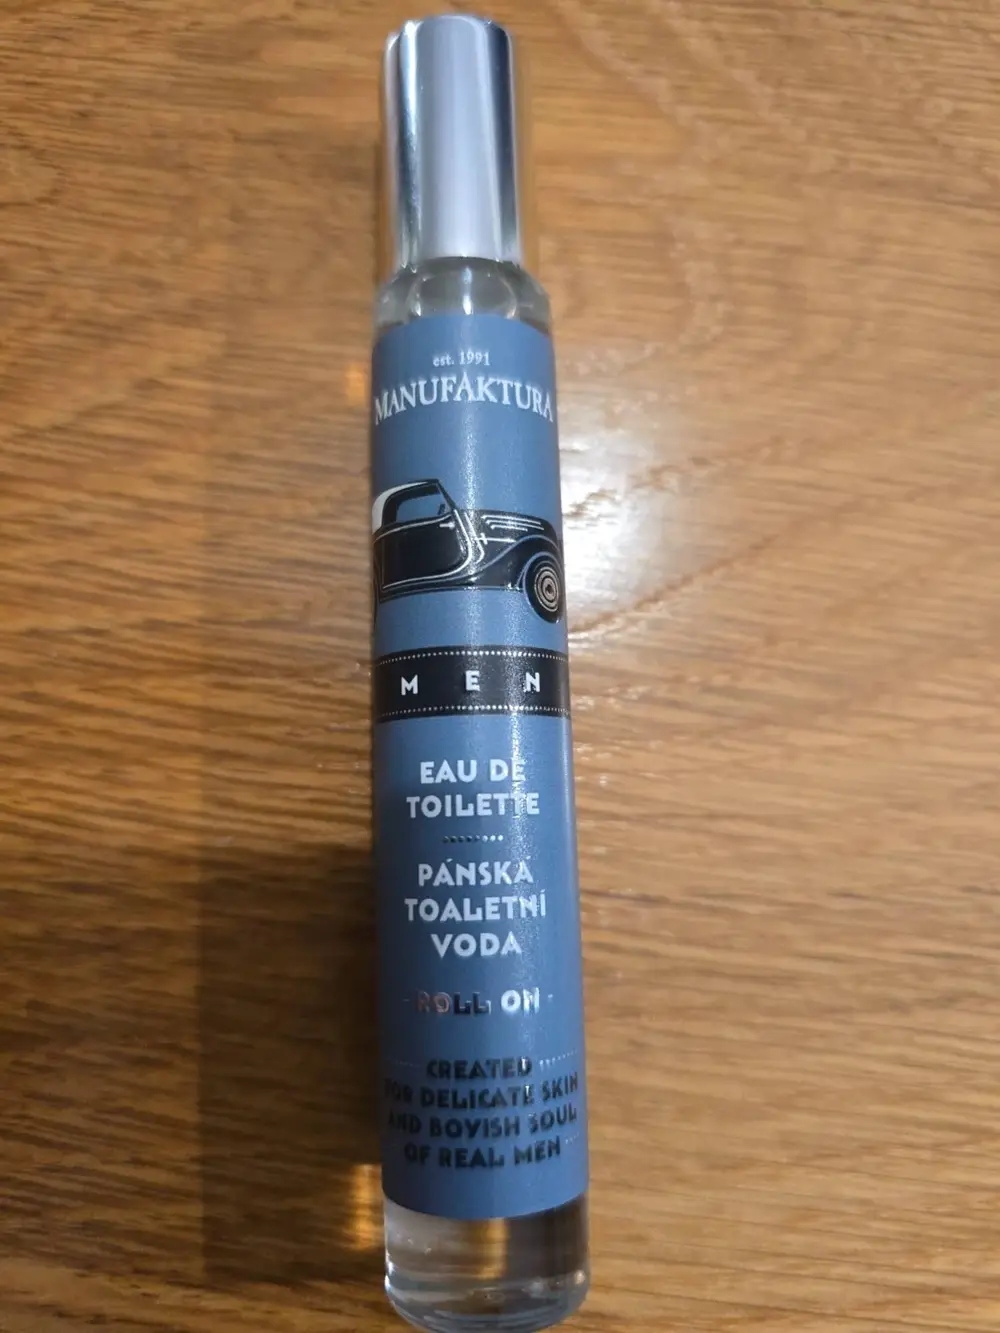 est. 1991
MANUFAKTURA
MEN
EAU DE
TOILETTE
PÁNSKÁ
TOALETNÍ
VODA
- ROLL ON -
CREATED
FOR DELICATE SKIN
AND BOYISH SOUL
OF REAL MEN